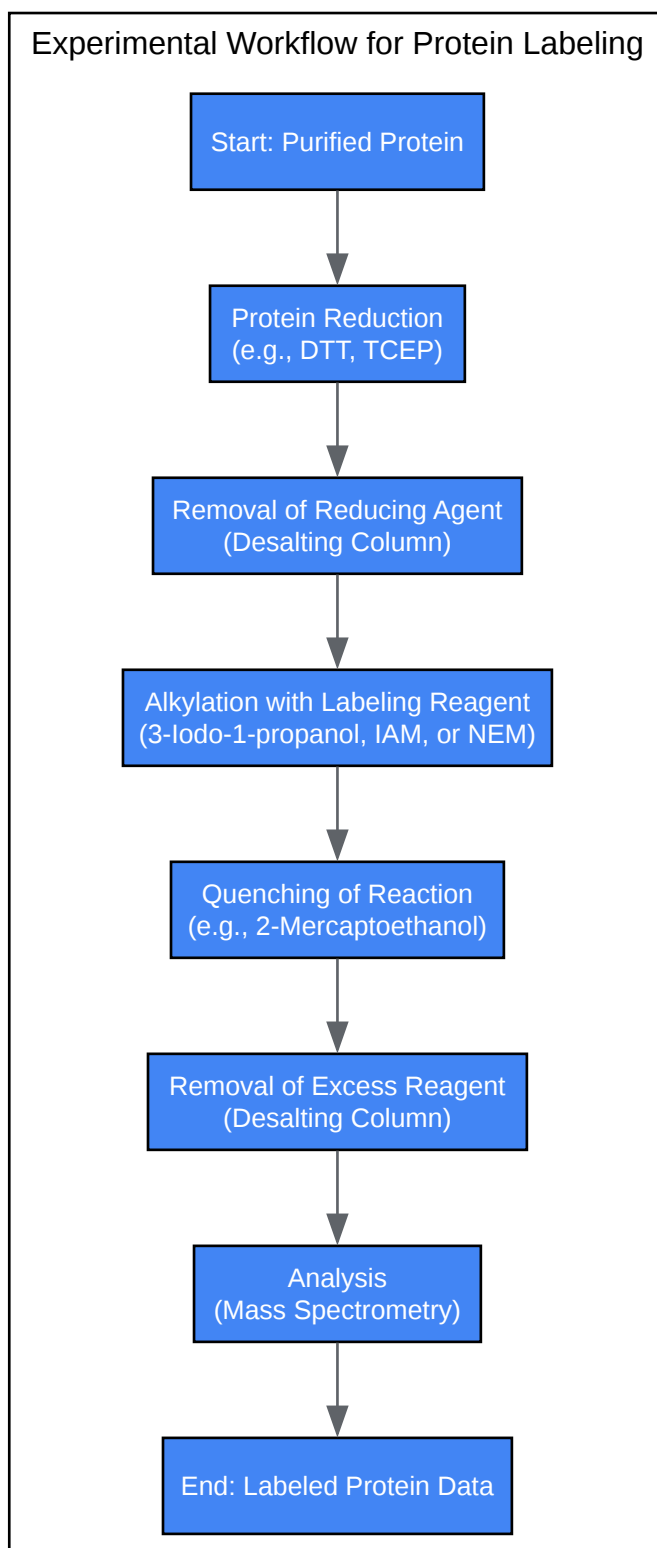 Experimental Workflow for Protein Labeling
Start: Purified Protein
Protein Reduction
(e.g., DTT, TCEP)
Removal of Reducing Agent
(Desalting Column)
Alkylation with Labeling Reagent
(3-Iodo-1-propanol, IAM, or NEM)
Quenching of Reaction
(e.g., 2-Mercaptoethanol)
Removal of Excess Reagent
(Desalting Column)
Analysis
(Mass Spectrometry)
End: Labeled Protein Data